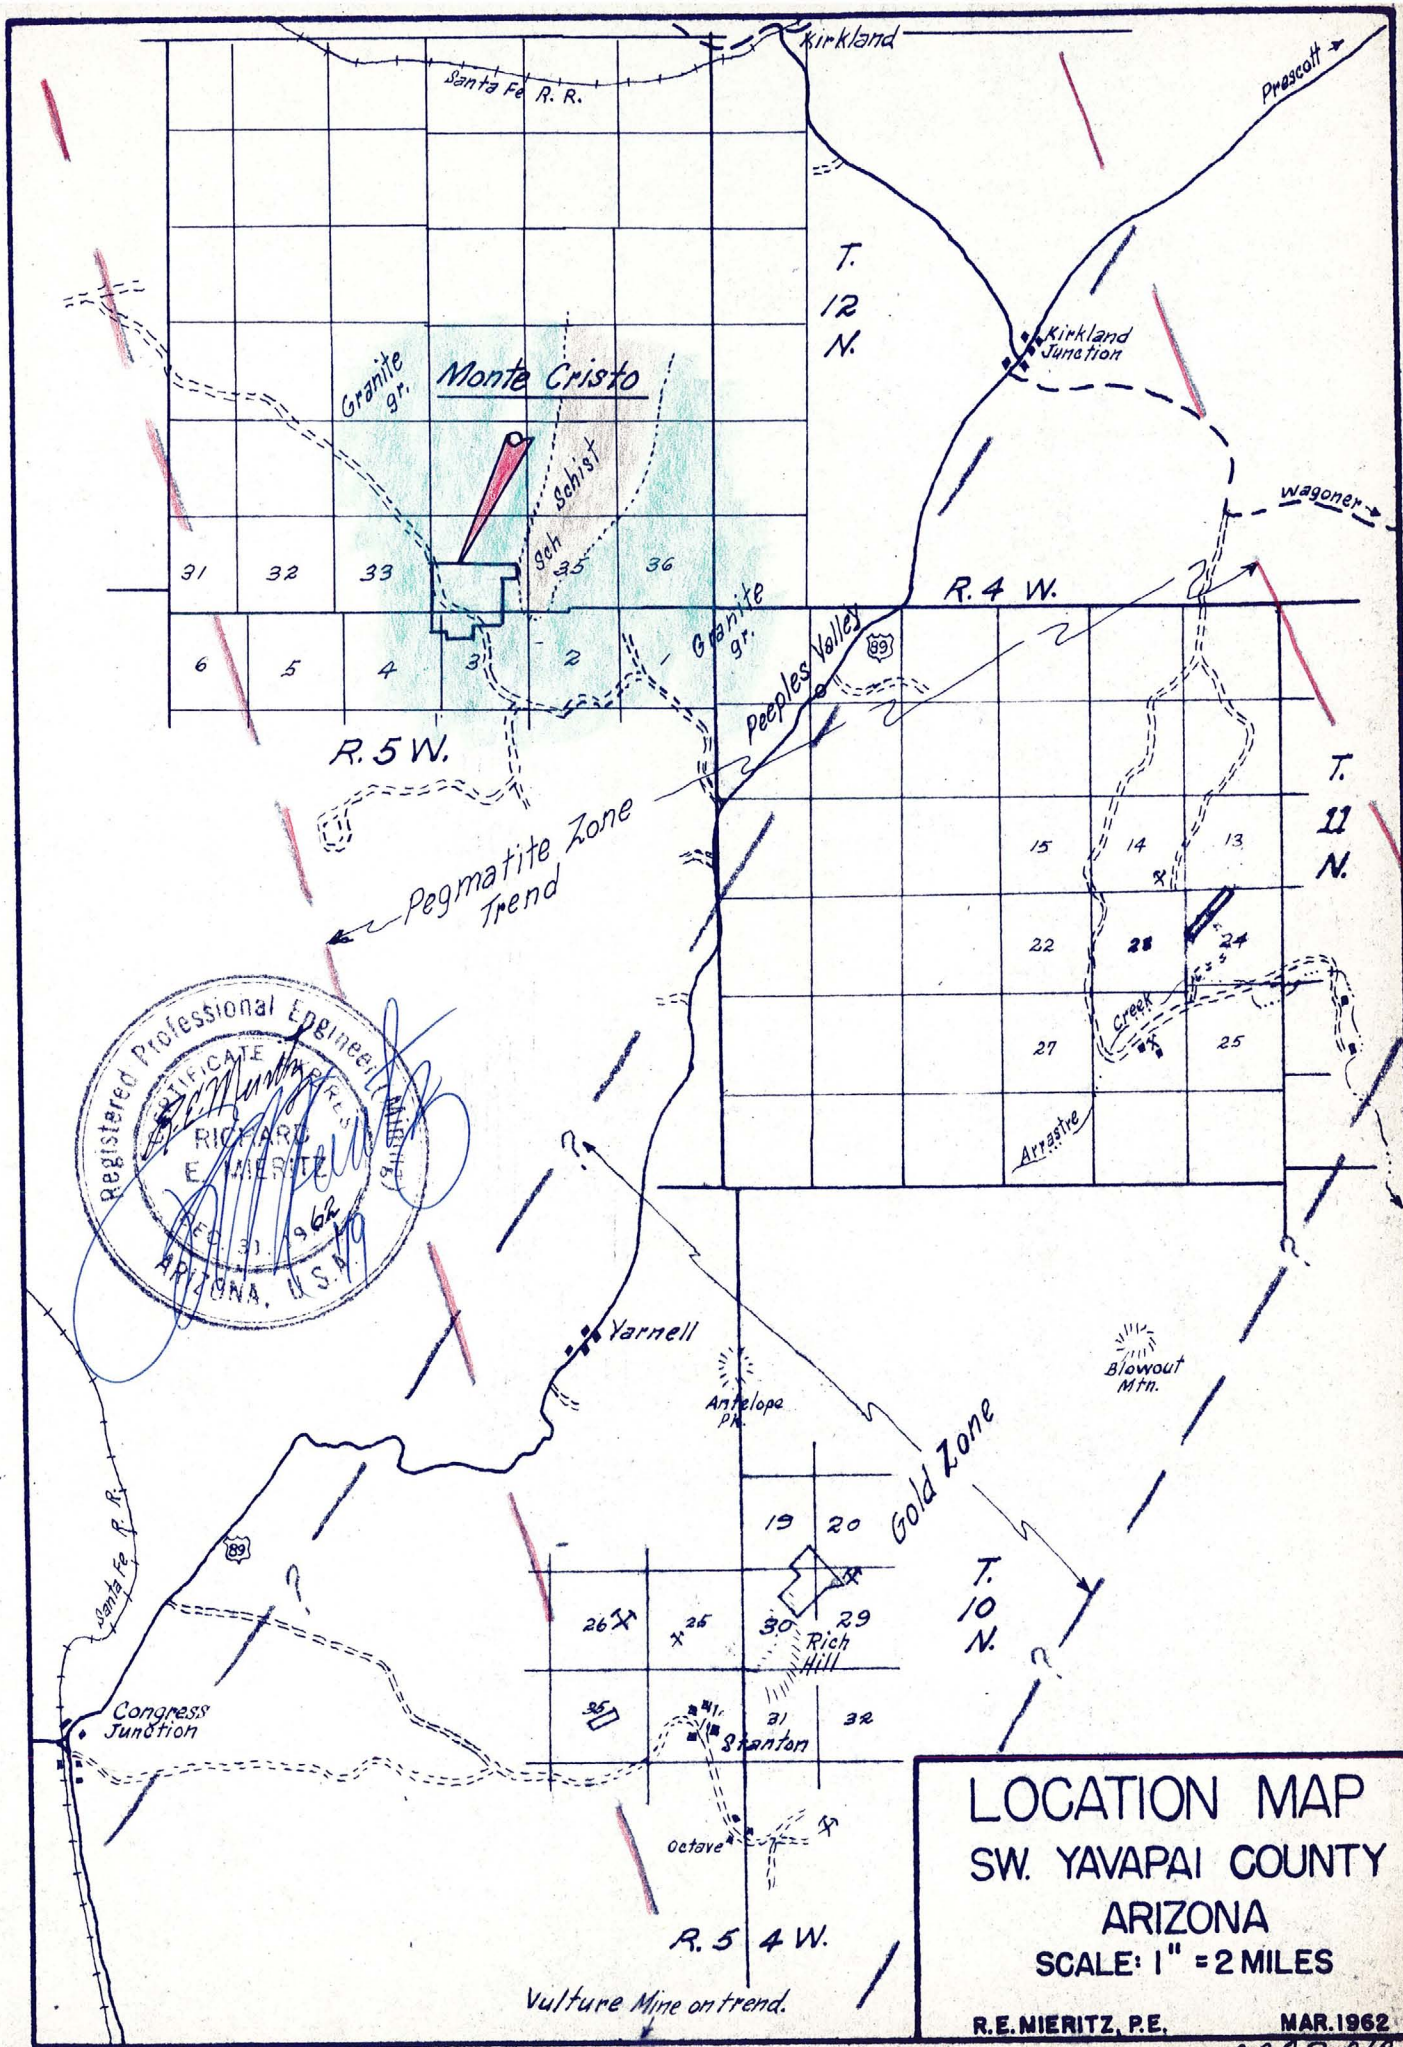 Kirkland
Prescott
Santa Fe R. R.
T.
12
N.
Kirkland
Junction
Granite
gr.
Monte Cristo
Schist
Sch
Wagoner
31 32 33 35 36
R. 4 W.
Granite
gr.
6 5 4 3 2 1
Peeples Valley
89
R. 5 W.
T.
11
N.
Pegmatite Zone
Trend
15 14 13
22 23 24
Creek
27 25
Arrastre
Registered Professional Engineer
(Mining)
CERTIFICATE EXPIRES
RICHARD
E. MIERITZ
DEC. 31, 1962
ARIZONA, U.S.A.
?
?
Yarnell
Antelope
Pk.
Blowout
Mtn.
Gold Zone
Santa Fe R. R.
89
?
19 20
T.
10
N.
26 25 30 29
Rich
Hill
?
Congress
Junction
35 31 32
Stanton
Octave
R. 5 4 W.
Vulture Mine on trend.
LOCATION MAP
SW. YAVAPAI COUNTY
ARIZONA
SCALE: 1" = 2 MILES
R.E. MIERITZ, P.E. MAR. 1962